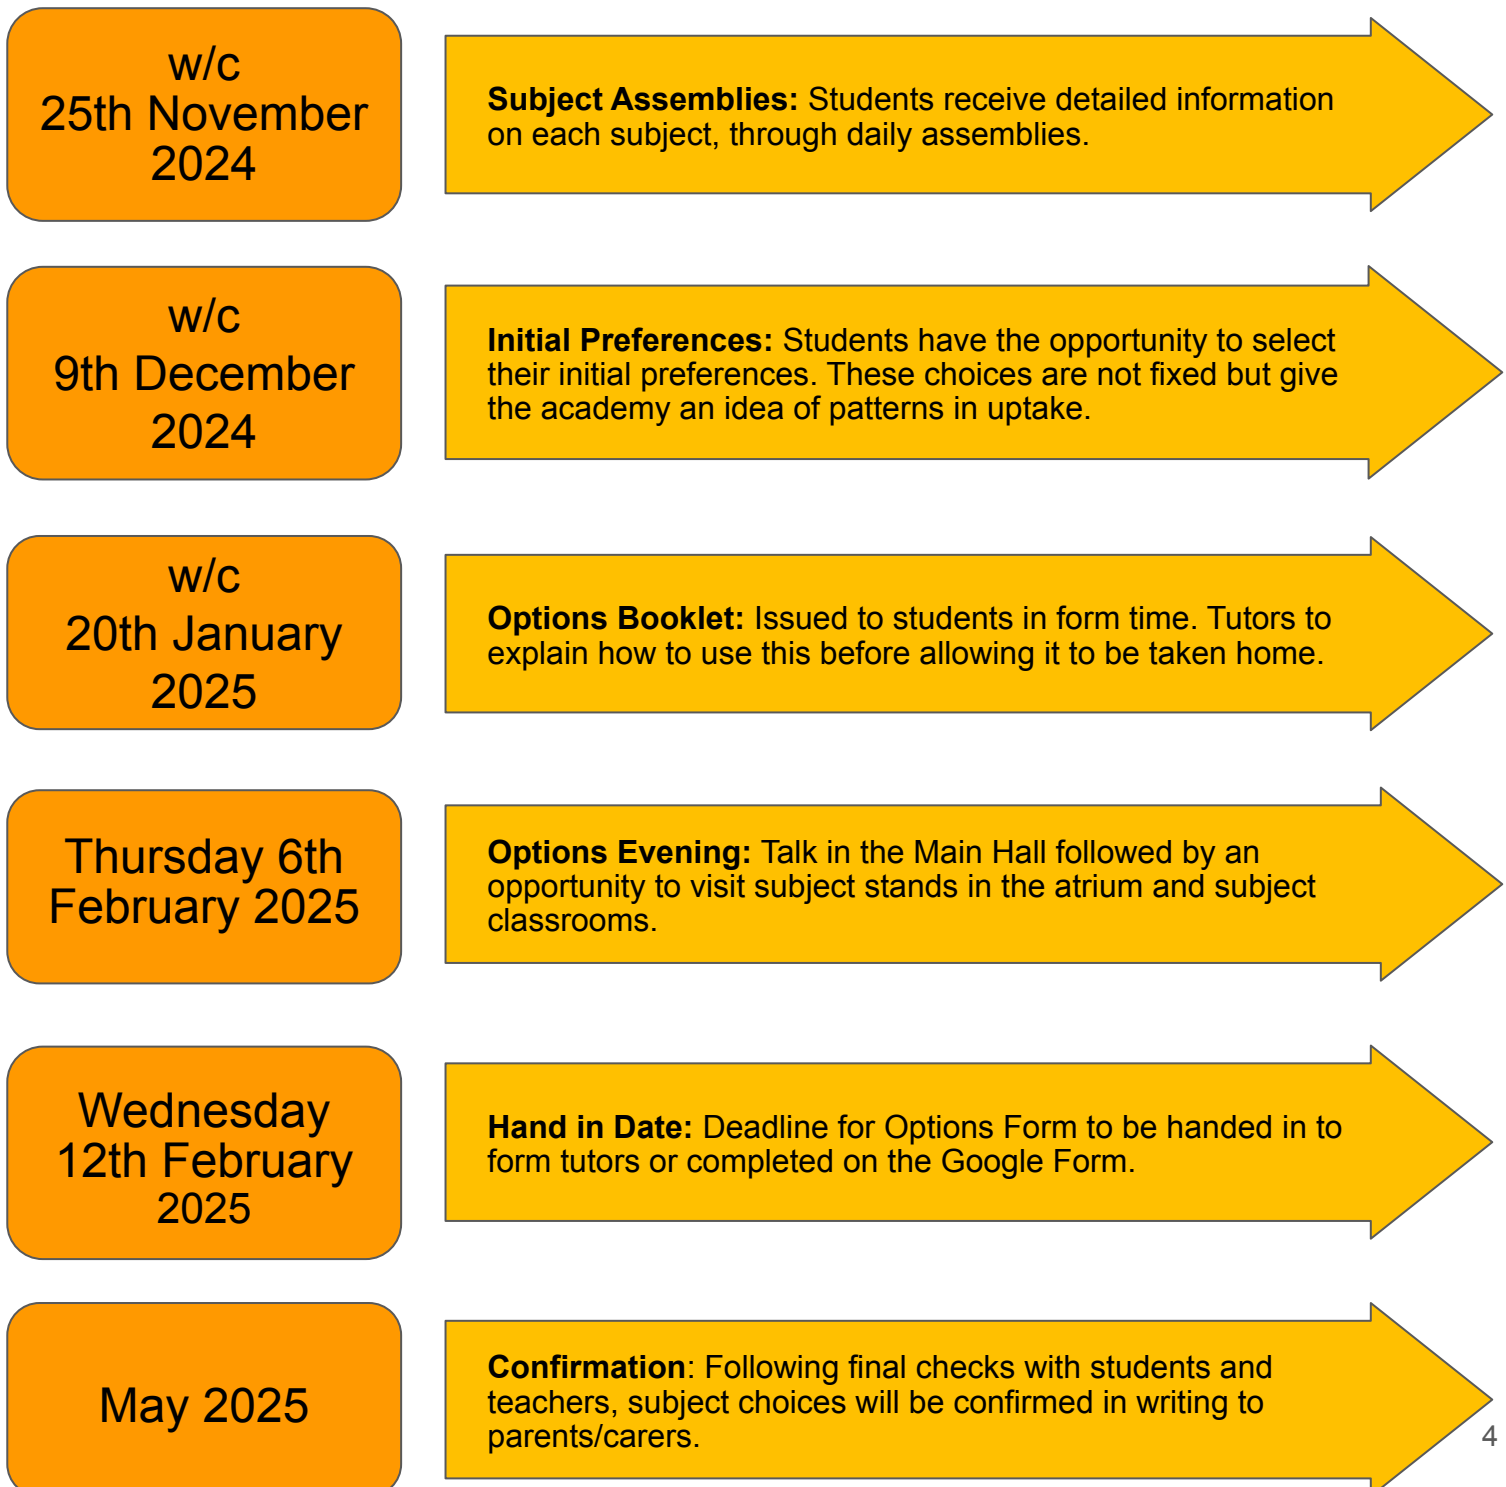 w/c
25th November
2024
Subject Assemblies: Students receive detailed information
on each subject, through daily assemblies.
w/c
9th December
2024
Initial Preferences: Students have the opportunity to select
their initial preferences. These choices are not fixed but give
the academy an idea of patterns in uptake.
w/c
20th January
2025
Options Booklet: Issued to students in form time. Tutors to
explain how to use this before allowing it to be taken home.
Thursday 6th
February 2025
Options Evening: Talk in the Main Hall followed by an
opportunity to visit subject stands in the atrium and subject
classrooms.
Wednesday
12th February
2025
Hand in Date: Deadline for Options Form to be handed in to
form tutors or completed on the Google Form.
May 2025
Confirmation: Following final checks with students and
teachers, subject choices will be confirmed in writing to
parents/carers.
4